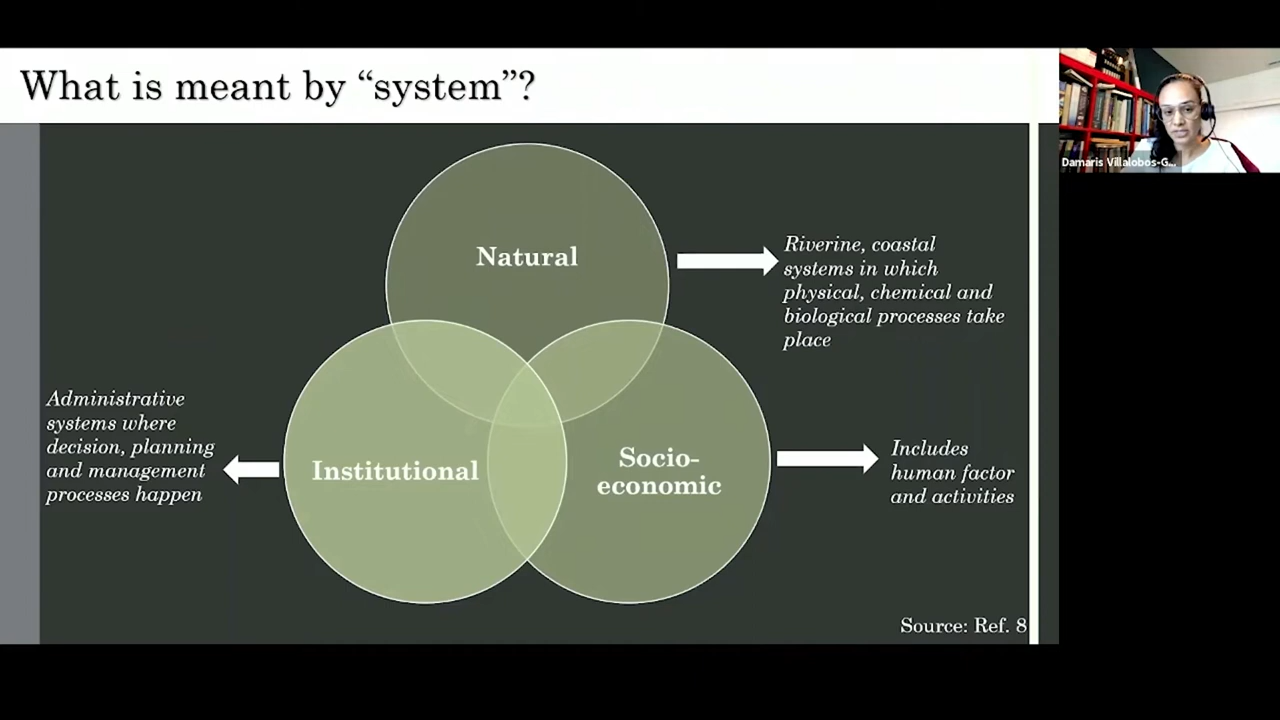 What is meant by “system”?
Damaris Villalobos-G...
Natural
Riverine, coastal
systems in which
physical, chemical and
biological processes take
place
Administrative
systems where
decision, planning
and management
processes happen
Institutional
Socio-
economic
Includes
human factor
and activities
Source: Ref. 8